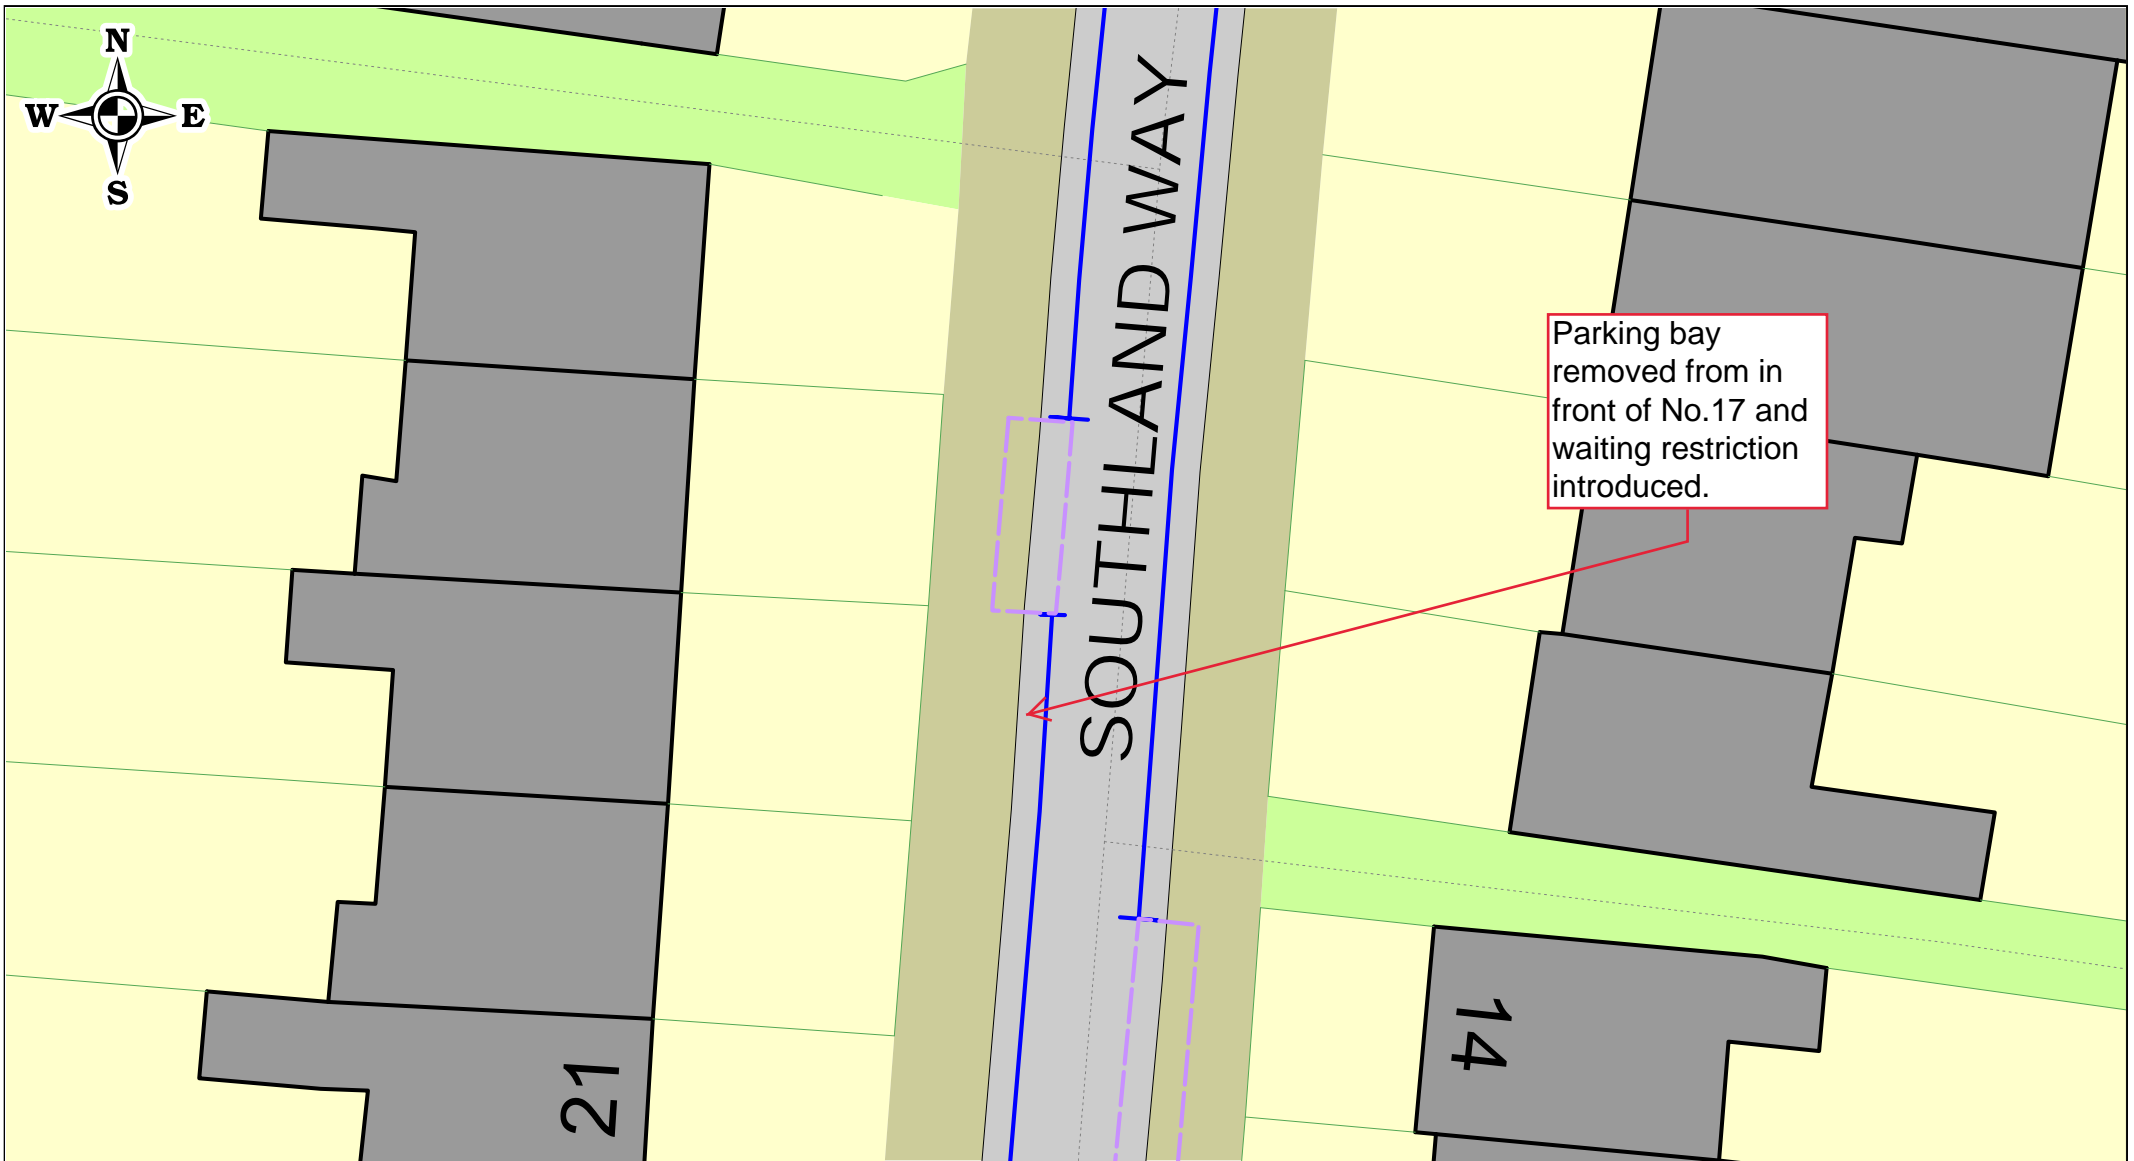 N
W E
S
SOUTHLAND WAY
Parking bay
removed from in
front of No.17 and
waiting restriction
introduced.
14
21